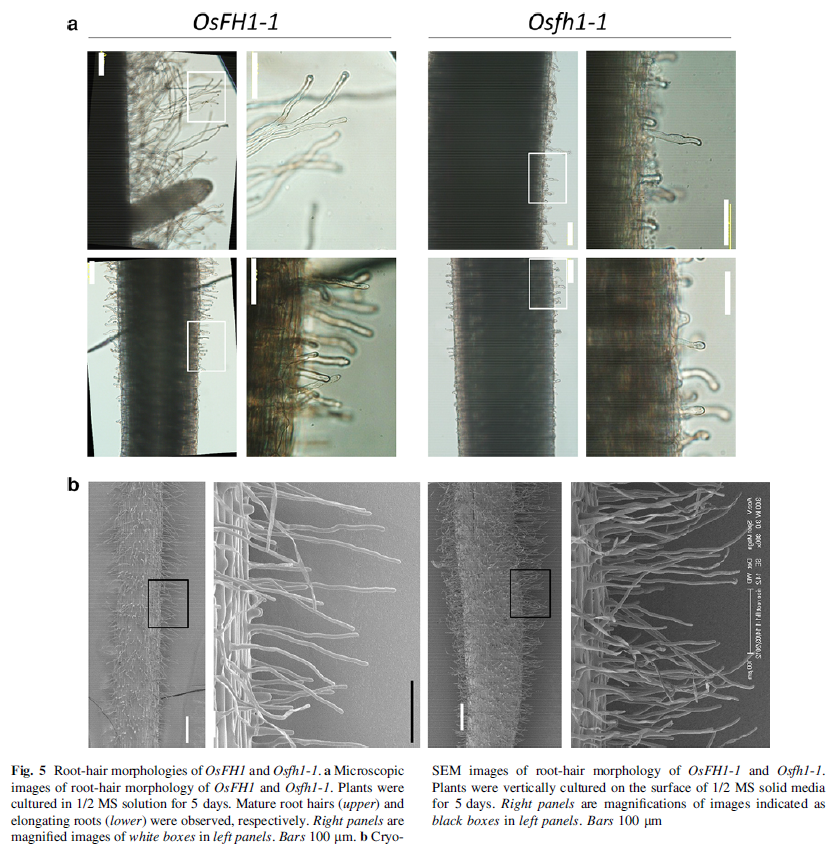 a
OsFH1-1
Osfh1-1
b
100 µm
Fig. 5 Root-hair morphologies of OsFH1 and Osfh1-1. a Microscopic
images of root-hair morphology of OsFH1 and Osfh1-1. Plants were
cultured in 1/2 MS solution for 5 days. Mature root hairs (upper) and
elongating roots (lower) were observed, respectively. Right panels are
magnified images of white boxes in left panels. Bars 100 µm. b Cryo-
SEM images of root-hair morphology of OsFH1-1 and Osfh1-1.
Plants were vertically cultured on the surface of 1/2 MS solid media
for 5 days. Right panels are magnifications of images indicated as
black boxes in left panels. Bars 100 µm